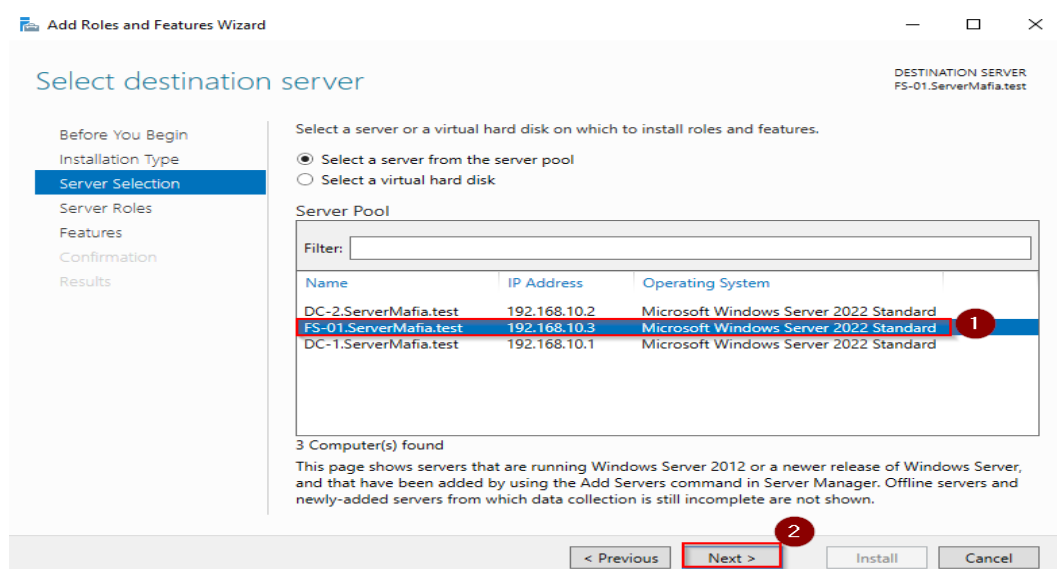 Add Roles and Features Wizard
Select destination server
DESTINATION SERVER
FS-01.ServerMafia.test
Before You Begin
Installation Type
Server Selection
Server Roles
Features
Confirmation
Results
Select a server or a virtual hard disk on which to install roles and features.
Select a server from the server pool
Select a virtual hard disk
Server Pool
Filter:
Name IP Address Operating System
DC-2.ServerMafia.test 192.168.10.2 Microsoft Windows Server 2022 Standard
FS-01.ServerMafia.test 192.168.10.3 Microsoft Windows Server 2022 Standard 1
DC-1.ServerMafia.test 192.168.10.1 Microsoft Windows Server 2022 Standard
3 Computer(s) found
This page shows servers that are running Windows Server 2012 or a newer release of Windows Server,
and that have been added by using the Add Servers command in Server Manager. Offline servers and
newly-added servers from which data collection is still incomplete are not shown.
2
< Previous Next > Install Cancel